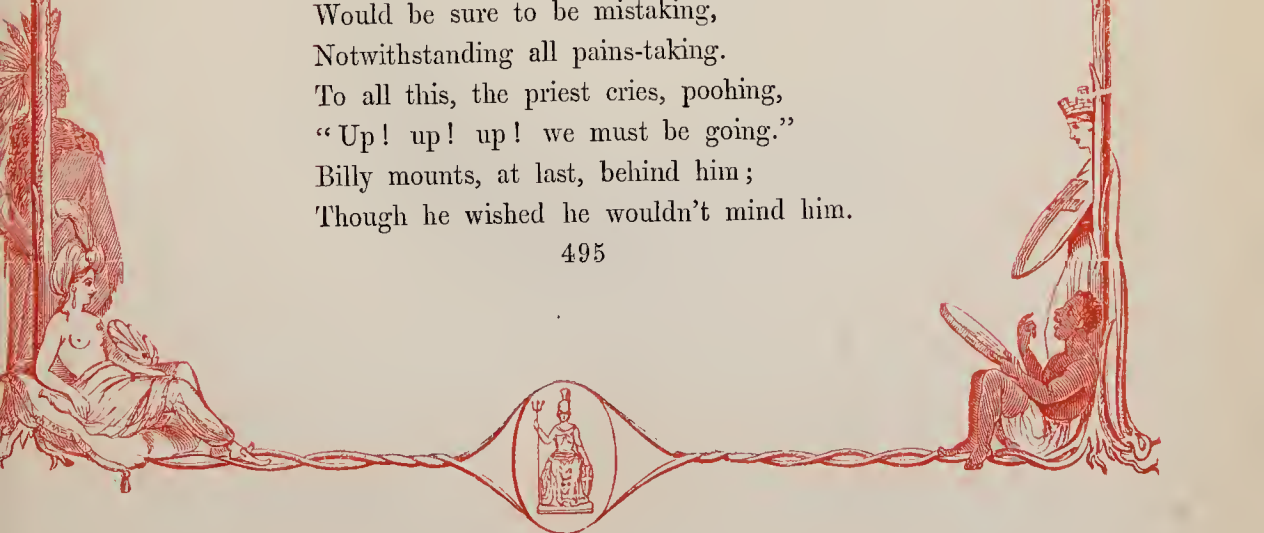 Would be sure to be mistaking,
Notwithstanding all pains-taking.
To all this, the priest cries, poohing,
“Up! up! up! we must be going.”
Billy mounts, at last, behind him;
Though he wished he wouldn't mind him.
495